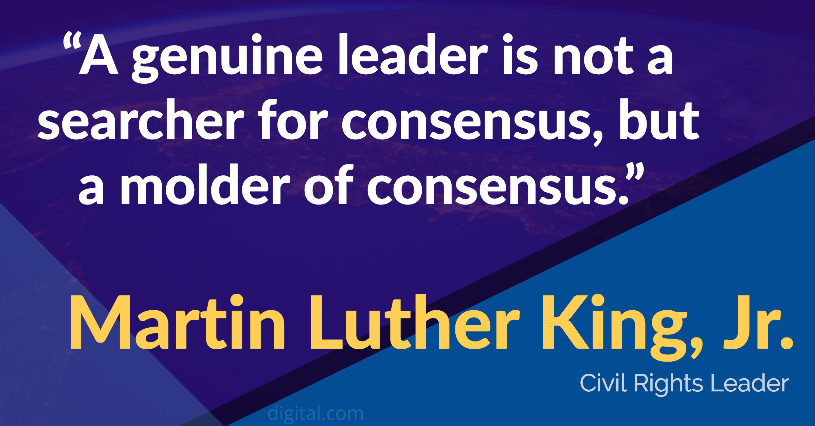 “A genuine leader is not a
searcher for consensus, but
a molder of consensus.”
Martin Luther King, Jr.
Civil Rights Leader
digital.com